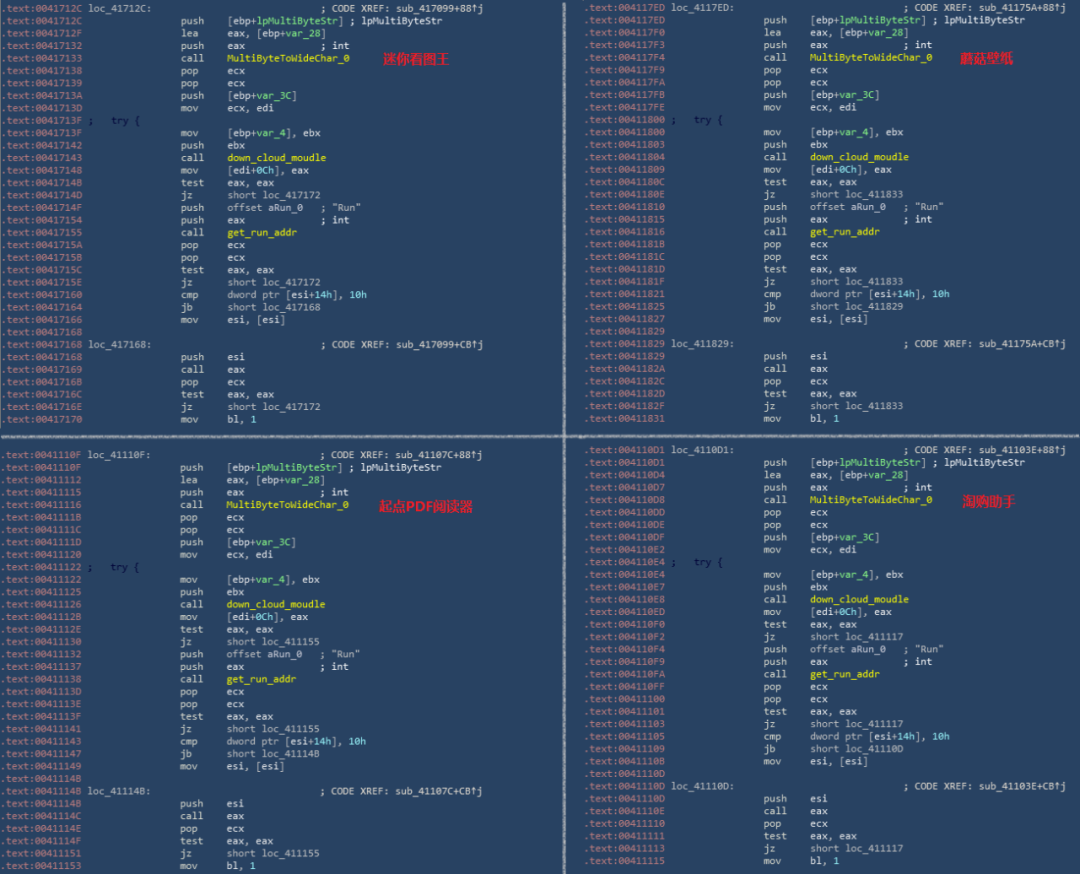 .text:0041712C loc_41712C: ; CODE XREF: sub_417099+88↑j
.text:0041712C push [ebp+lpMultiByteStr] ; lpMultiByteStr
.text:0041712F lea eax, [ebp+var_28]
.text:00417132 push eax ; int
.text:00417133 call MultiByteToWideChar_0 迷你看图王
.text:00417138 pop ecx
.text:00417139 pop ecx
.text:0041713A push [ebp+var_3C]
.text:0041713D mov ecx, edi
.text:0041713F ; try {
.text:0041713F mov [ebp+var_4], ebx
.text:00417142 push ebx
.text:00417143 call down_cloud_moudle
.text:00417148 mov [edi+0Ch], eax
.text:0041714B test eax, eax
.text:0041714D jz short loc_417172
.text:0041714F push offset aRun_0 ; "Run"
.text:00417154 push eax ; int
.text:00417155 call get_run_addr
.text:0041715A pop ecx
.text:0041715B pop ecx
.text:0041715C test eax, eax
.text:0041715E jz short loc_417172
.text:00417160 cmp dword ptr [esi+14h], 10h
.text:00417164 jb short loc_417168
.text:00417166 mov esi, [esi]
.text:00417168
.text:00417168 loc_417168: ; CODE XREF: sub_417099+CB↑j
.text:00417168 push esi
.text:00417169 call eax
.text:0041716B pop ecx
.text:0041716C test eax, eax
.text:0041716E jz short loc_417172
.text:00417170 mov bl, 1
.text:004117ED loc_4117ED: ; CODE XREF: sub_41175A+88↑j
.text:004117ED push [ebp+lpMultiByteStr] ; lpMultiByteStr
.text:004117F0 lea eax, [ebp+var_28]
.text:004117F3 push eax ; int
.text:004117F4 call MultiByteToWideChar_0 蘑菇壁纸
.text:004117F9 pop ecx
.text:004117FA pop ecx
.text:004117FB push [ebp+var_3C]
.text:004117FE mov ecx, edi
.text:00411800 ; try {
.text:00411800 mov [ebp+var_4], ebx
.text:00411803 push ebx
.text:00411804 call down_cloud_moudle
.text:00411809 mov [edi+0Ch], eax
.text:0041180C test eax, eax
.text:0041180E jz short loc_411833
.text:00411810 push offset aRun_0 ; "Run"
.text:00411815 push eax ; int
.text:00411816 call get_run_addr
.text:0041181B pop ecx
.text:0041181C pop ecx
.text:0041181D test eax, eax
.text:0041181F jz short loc_411833
.text:00411821 cmp dword ptr [esi+14h], 10h
.text:00411825 jb short loc_411829
.text:00411827 mov esi, [esi]
.text:00411829
.text:00411829 loc_411829: ; CODE XREF: sub_41175A+CB↑j
.text:00411829 push esi
.text:0041182A call eax
.text:0041182C pop ecx
.text:0041182D test eax, eax
.text:0041182F jz short loc_411833
.text:00411831 mov bl, 1
.text:0041110F loc_41110F: ; CODE XREF: sub_41107C+88↑j
.text:0041110F push [ebp+lpMultiByteStr] ; lpMultiByteStr
.text:00411112 lea eax, [ebp+var_28]
.text:00411115 push eax ; int
.text:00411116 call MultiByteToWideChar_0 起点PDF阅读器
.text:0041111B pop ecx
.text:0041111C pop ecx
.text:0041111D push [ebp+var_3C]
.text:00411120 mov ecx, edi
.text:00411122 ; try {
.text:00411122 mov [ebp+var_4], ebx
.text:00411125 push ebx
.text:00411126 call down_cloud_moudle
.text:0041112B mov [edi+0Ch], eax
.text:0041112E test eax, eax
.text:00411130 jz short loc_411155
.text:00411132 push offset aRun_0 ; "Run"
.text:00411137 push eax ; int
.text:00411138 call get_run_addr
.text:0041113D pop ecx
.text:0041113E pop ecx
.text:0041113F test eax, eax
.text:00411141 jz short loc_411155
.text:00411143 cmp dword ptr [esi+14h], 10h
.text:00411147 jb short loc_41114B
.text:00411149 mov esi, [esi]
.text:0041114B
.text:0041114B loc_41114B: ; CODE XREF: sub_41107C+CB↑j
.text:0041114B push esi
.text:0041114C call eax
.text:0041114E pop ecx
.text:0041114F test eax, eax
.text:00411151 jz short loc_411155
.text:00411153 mov bl, 1
.text:004110D1 loc_4110D1: ; CODE XREF: sub_41103E+88↑j
.text:004110D1 push [ebp+lpMultiByteStr] ; lpMultiByteStr
.text:004110D4 lea eax, [ebp+var_28]
.text:004110D7 push eax ; int
.text:004110D8 call MultiByteToWideChar_0 淘购助手
.text:004110DD pop ecx
.text:004110DE pop ecx
.text:004110DF push [ebp+var_3C]
.text:004110E2 mov ecx, edi
.text:004110E4 ; try {
.text:004110E4 mov [ebp+var_4], ebx
.text:004110E7 push ebx
.text:004110E8 call down_cloud_moudle
.text:004110ED mov [edi+0Ch], eax
.text:004110F0 test eax, eax
.text:004110F2 jz short loc_411117
.text:004110F4 push offset aRun_0 ; "Run"
.text:004110F9 push eax ; int
.text:004110FA call get_run_addr
.text:004110FF pop ecx
.text:00411100 pop ecx
.text:00411101 test eax, eax
.text:00411103 jz short loc_411117
.text:00411105 cmp dword ptr [esi+14h], 10h
.text:00411109 jb short loc_41110D
.text:0041110B mov esi, [esi]
.text:0041110D
.text:0041110D loc_41110D: ; CODE XREF: sub_41103E+CB↑j
.text:0041110D push esi
.text:0041110E call eax
.text:00411110 pop ecx
.text:00411111 test eax, eax
.text:00411113 jz short loc_411117
.text:00411115 mov bl, 1